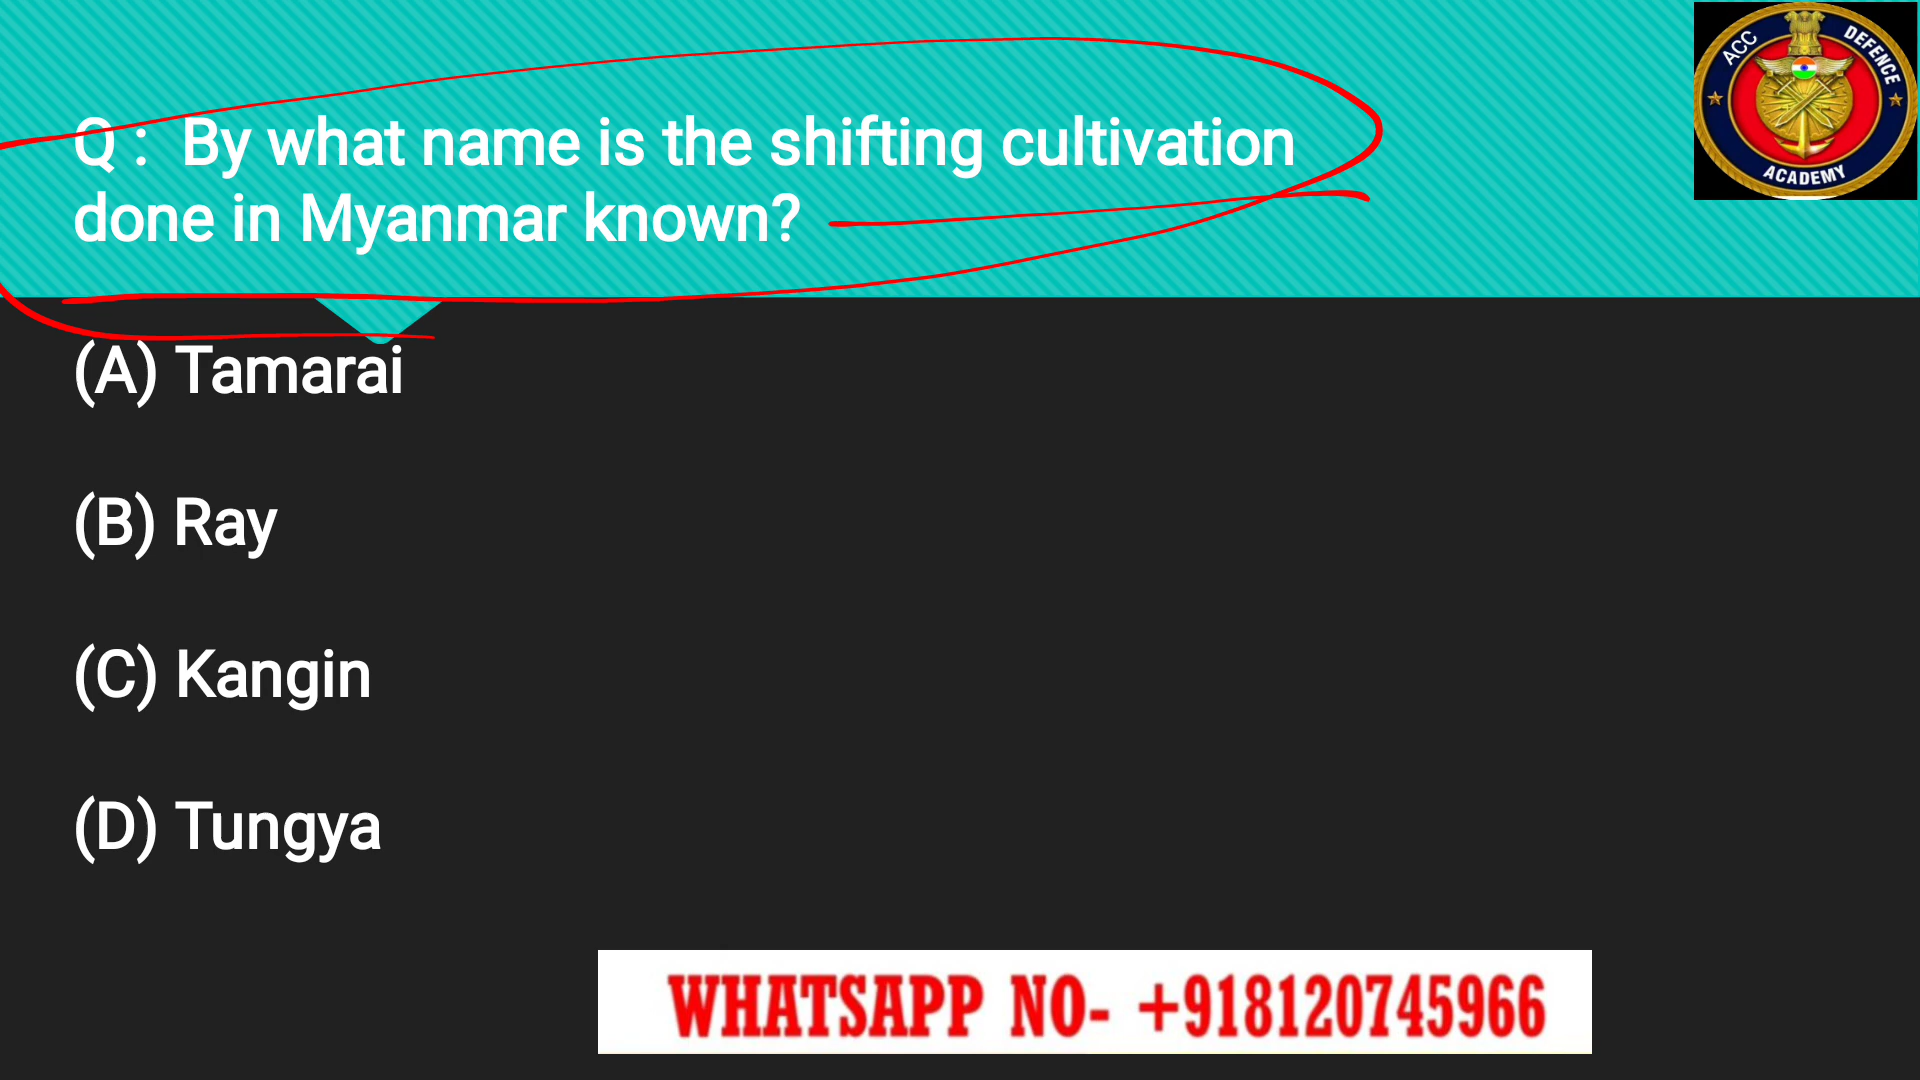 Q :  By what name is the shifting cultivation
done in Myanmar known?
(A) Tamarai
(B) Ray
(C) Kangin
(D) Tungya
ACC DEFENCE
ACADEMY
WHATSAPP NO- +918120745966